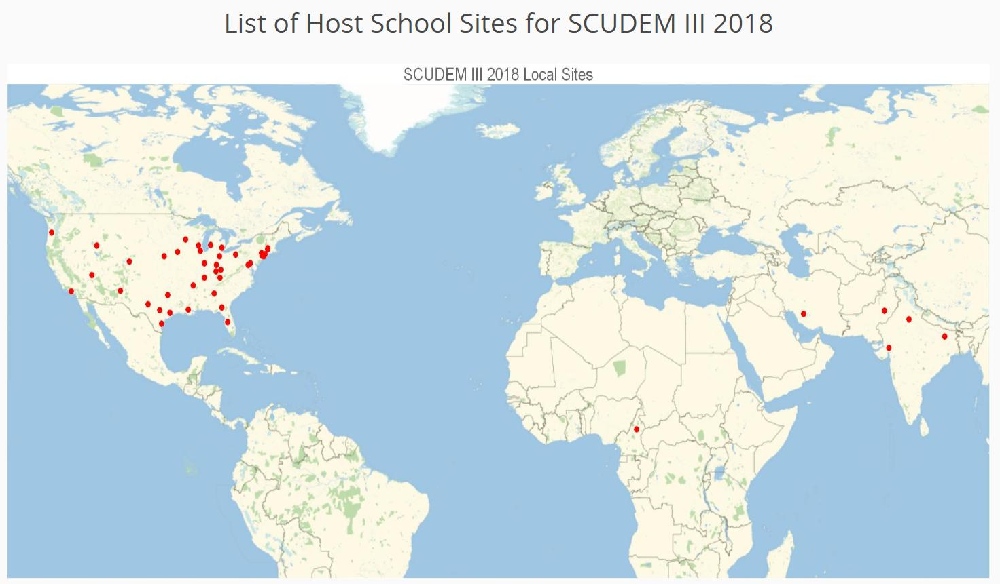 List of Host School Sites for SCUDEM III 2018
SCUDEM III 2018 Local Sites